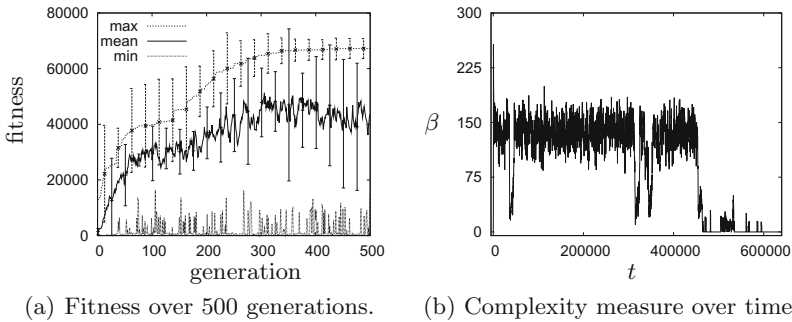 max
mean
min
80000
60000
40000
20000
0
fitness
0 100 200 300 400 500
generation
(a) Fitness over 500 generations.
300
225
150
75
0
β
0 200000 400000 600000
t
(b) Complexity measure over time